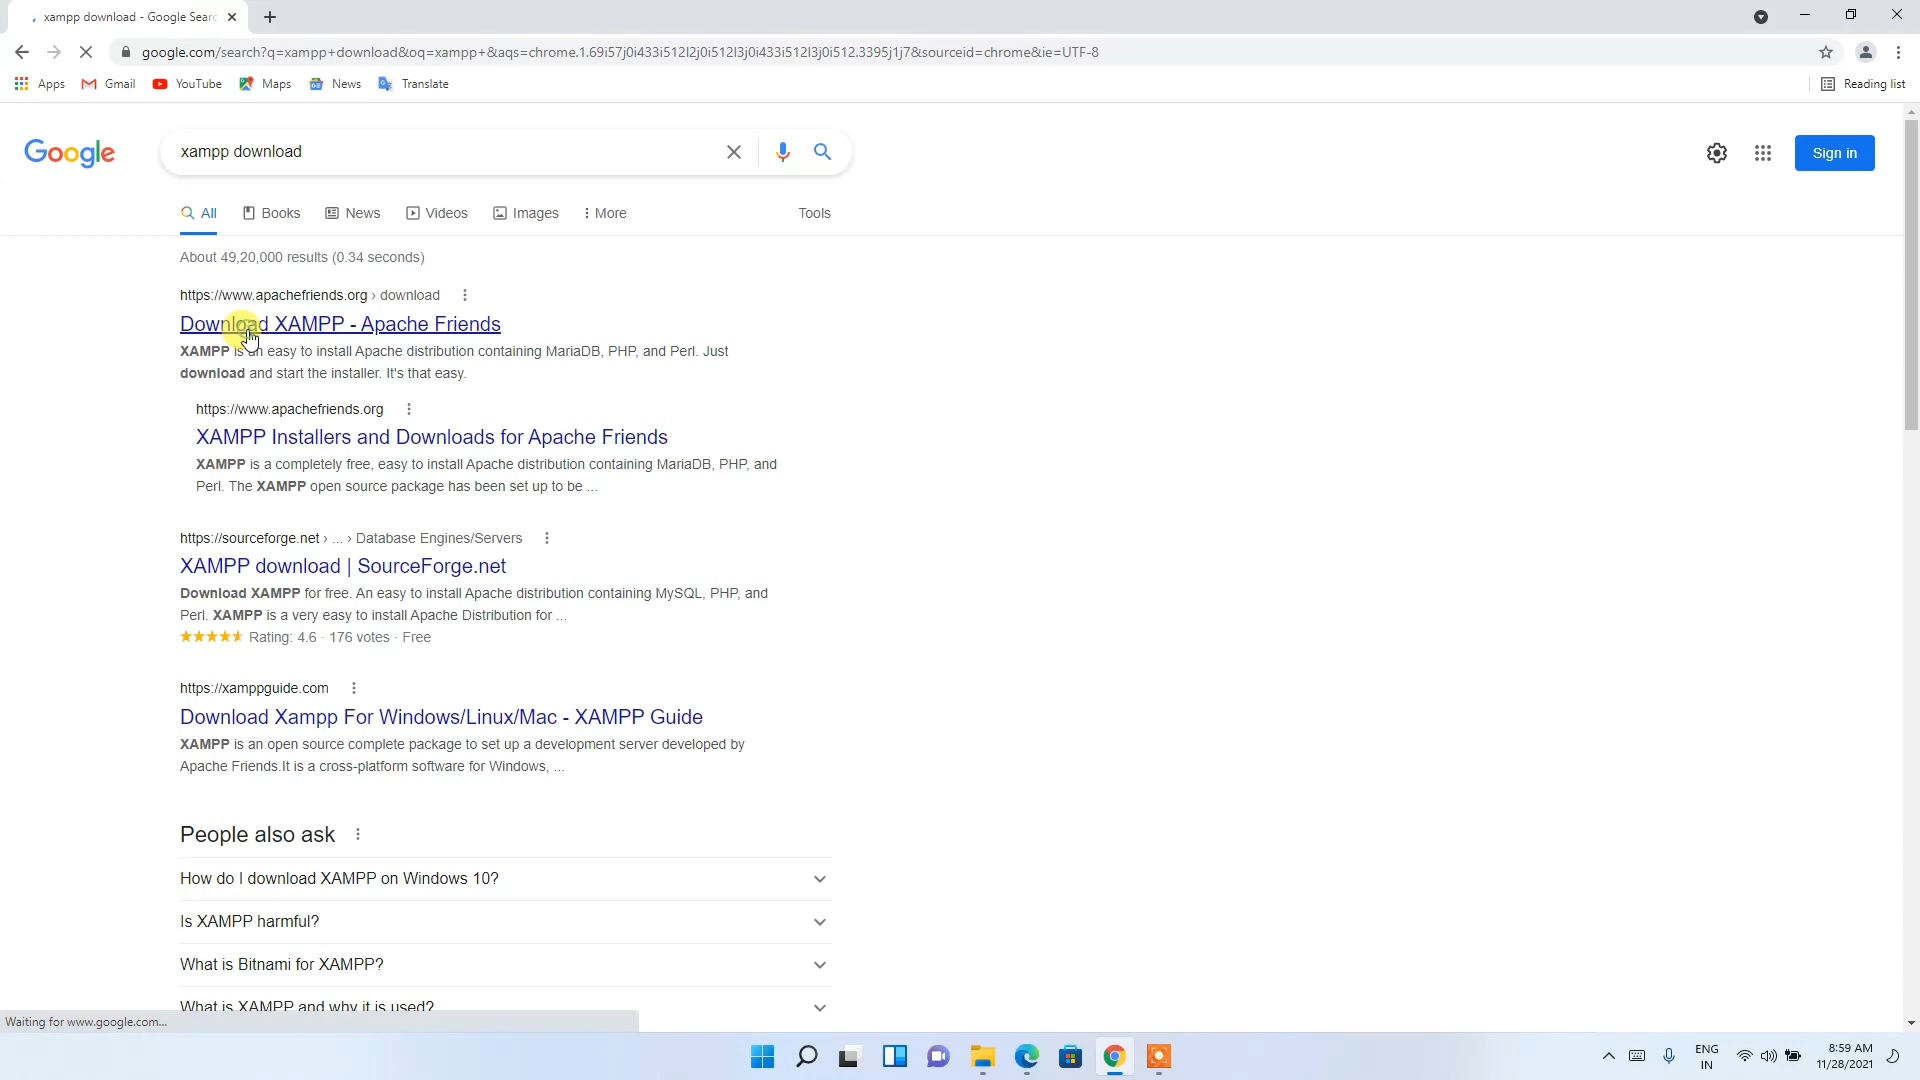 xampp download - Google Searc
google.com/search?q=xampp+download&oq=xampp+&aqs=chrome.1.69i57j0i433i512l2j0i512l3j0i433i512l3j0i512.3395j1j7&sourceid=chrome&ie=UTF-8
Apps Gmail YouTube Maps News Translate Reading list
Google xampp download Sign in
All Books News Videos Images More Tools
About 49,20,000 results (0.34 seconds)
https://www.apachefriends.org › download
Download XAMPP - Apache Friends
XAMPP is an easy to install Apache distribution containing MariaDB, PHP, and Perl. Just
download and start the installer. It's that easy.
https://www.apachefriends.org
XAMPP Installers and Downloads for Apache Friends
XAMPP is a completely free, easy to install Apache distribution containing MariaDB, PHP, and
Perl. The XAMPP open source package has been set up to be ...
https://sourceforge.net › ... › Database Engines/Servers
XAMPP download | SourceForge.net
Download XAMPP for free. An easy to install Apache distribution containing MySQL, PHP, and
Perl. XAMPP is a very easy to install Apache Distribution for ...
Rating: 4.6 · 176 votes · Free
https://xamppguide.com
Download Xampp For Windows/Linux/Mac - XAMPP Guide
XAMPP is an open source complete package to set up a development server developed by
Apache Friends.It is a cross-platform software for Windows, ...
People also ask
How do I download XAMPP on Windows 10?
Is XAMPP harmful?
What is Bitnami for XAMPP?
What is XAMPP and why it is used?
Waiting for www.google.com...
ENG 8:59 AM
IN 11/28/2021